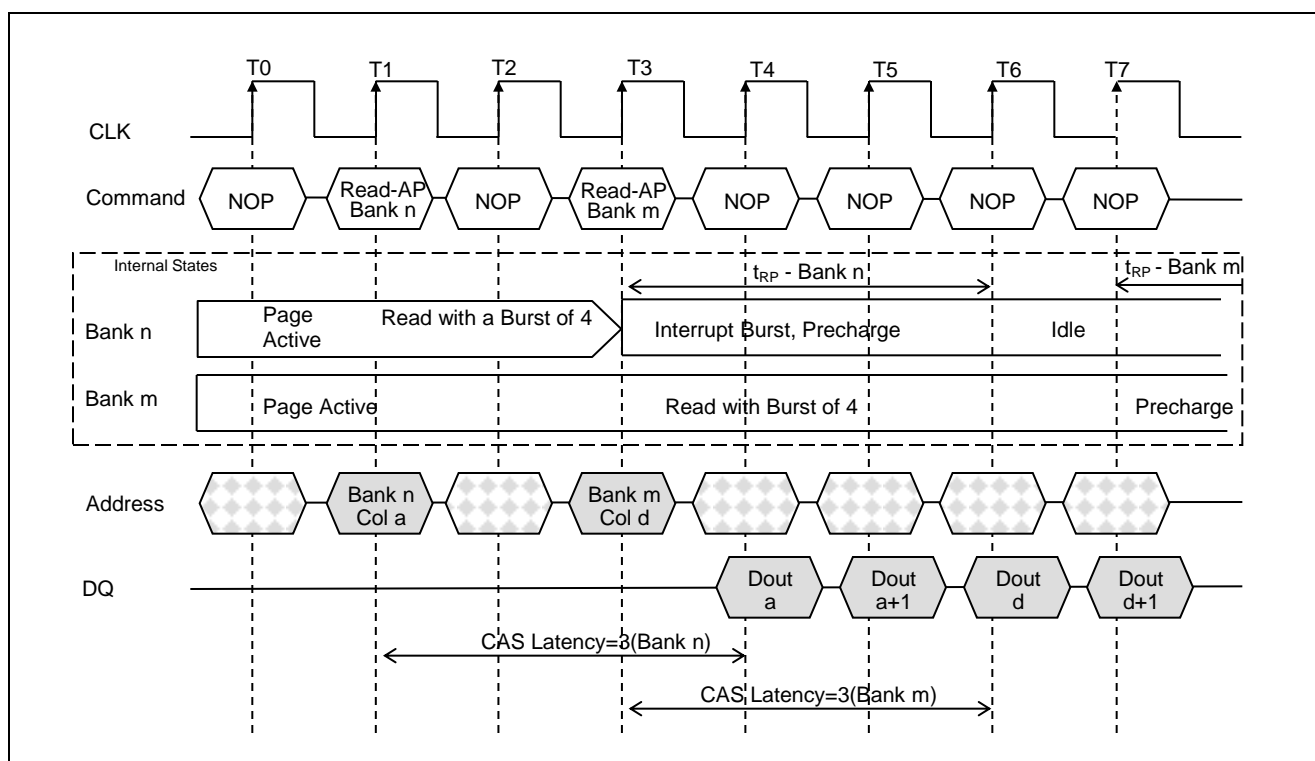 T0 T1 T2 T3 T4 T5 T6 T7
CLK
Command NOP Read-AP Bank n NOP Read-AP Bank m NOP NOP NOP NOP
Internal States
tRP - Bank n tRP - Bank m
Bank n Page Active Read with a Burst of 4 Interrupt Burst, Precharge Idle
Bank m Page Active Read with Burst of 4 Precharge
Address Bank n Col a Bank m Col d
DQ Dout a Dout a+1 Dout d Dout d+1
CAS Latency=3(Bank n)
CAS Latency=3(Bank m)